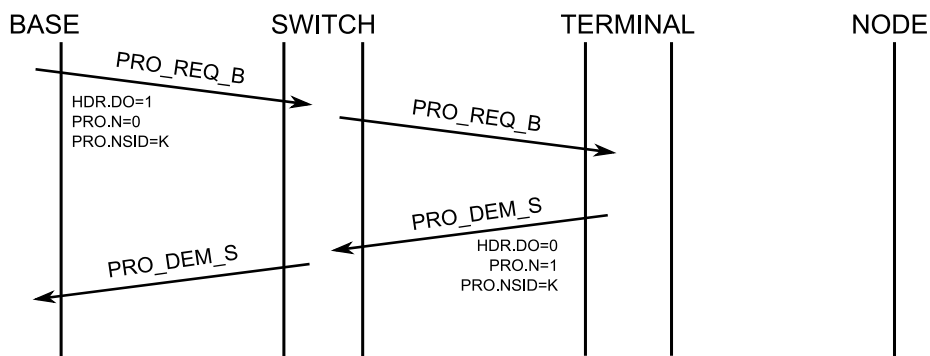 BASE SWITCH TERMINAL NODE
PRO_REQ_B
HDR.DO=1
PRO.N=0
PRO.NSID=K
PRO_REQ_B
PRO_DEM_S
HDR.DO=0
PRO.N=1
PRO.NSID=K
PRO_DEM_S